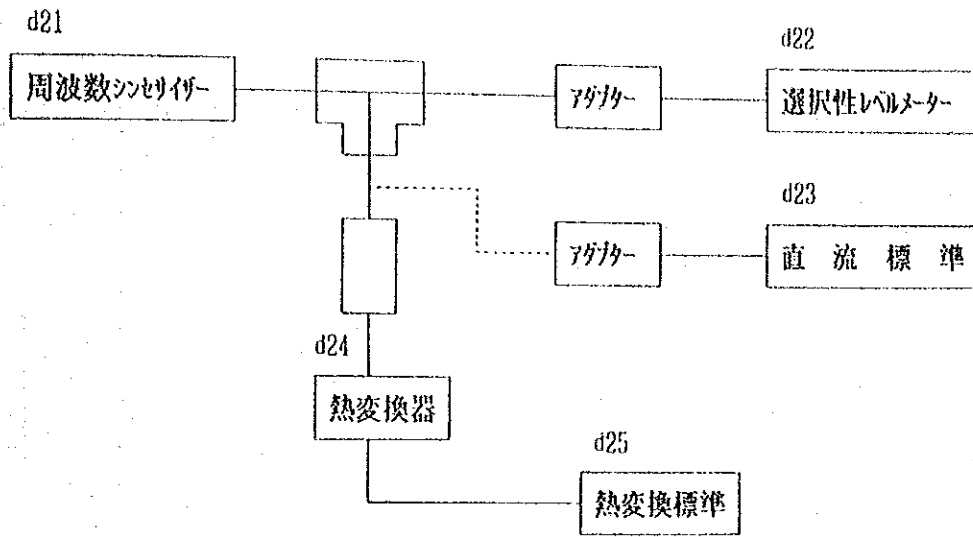 d21
周波数シンセサイザー
アダプター
d22
選択性レベルメーター
アダプター
d23
直流標準
d24
熱変換器
d25
熱変換標準